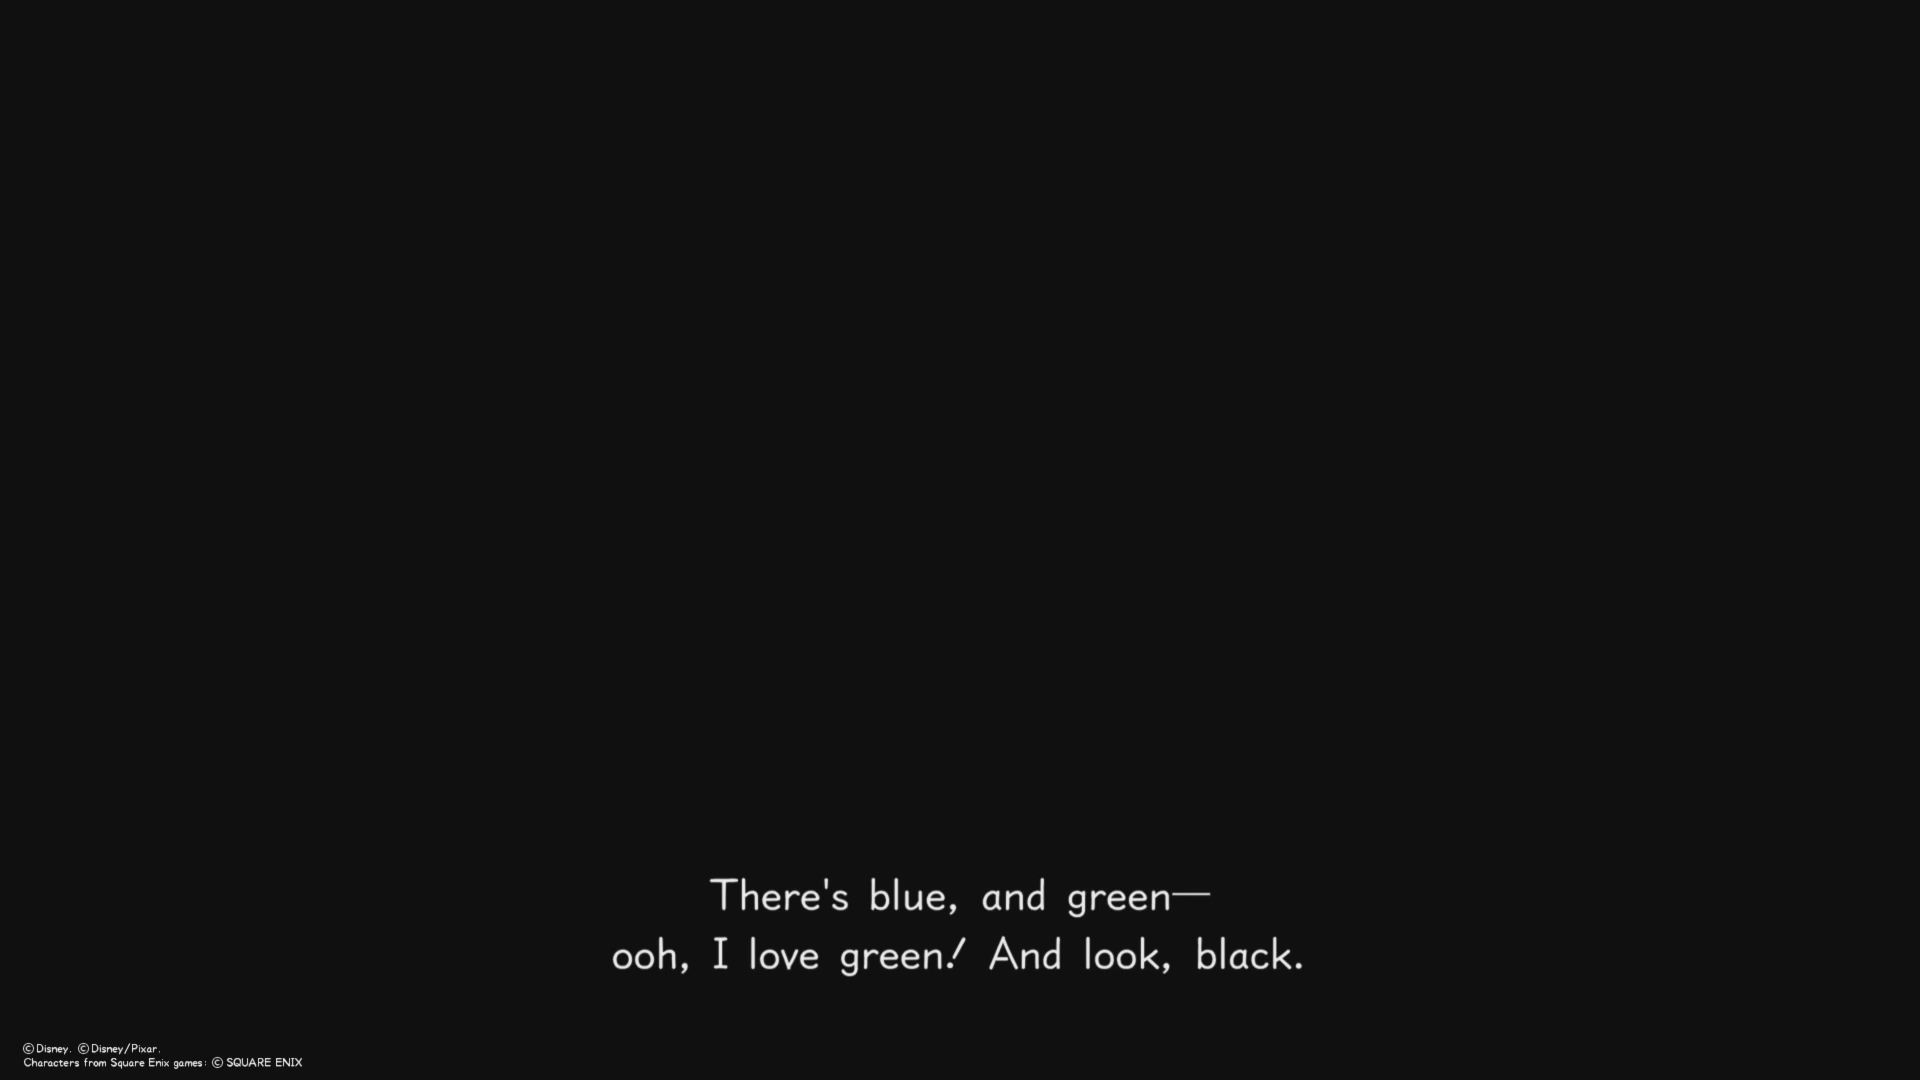 There's blue, and green—
ooh, I love green! And look, black.
©Disney. ©Disney/Pixar.
Characters from Square Enix games: © SQUARE ENIX